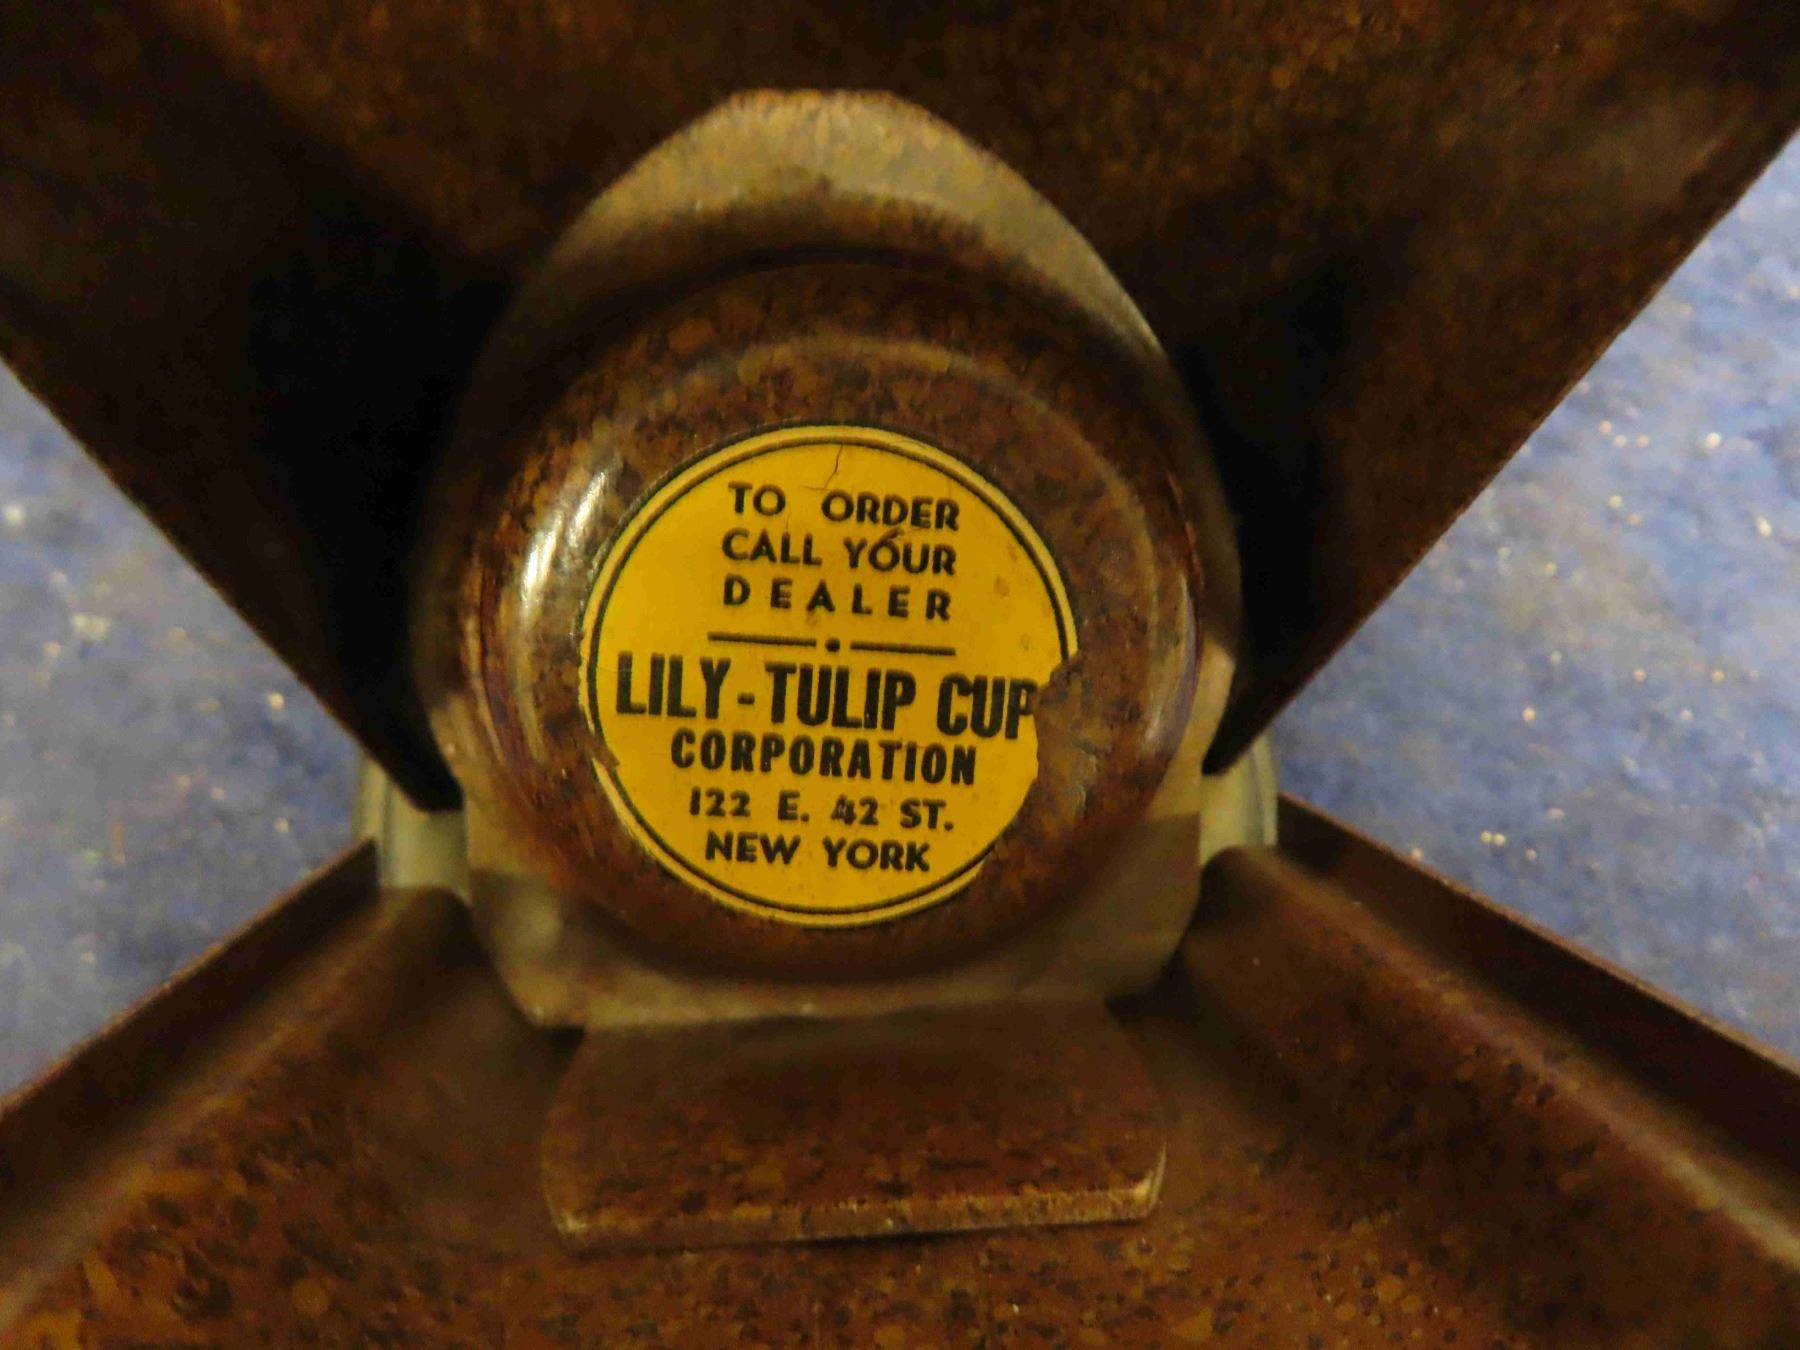 TO ORDER
CALL YOUR
DEALER
LILY-TULIP CUP
CORPORATION
122 E. 42 ST.
NEW YORK